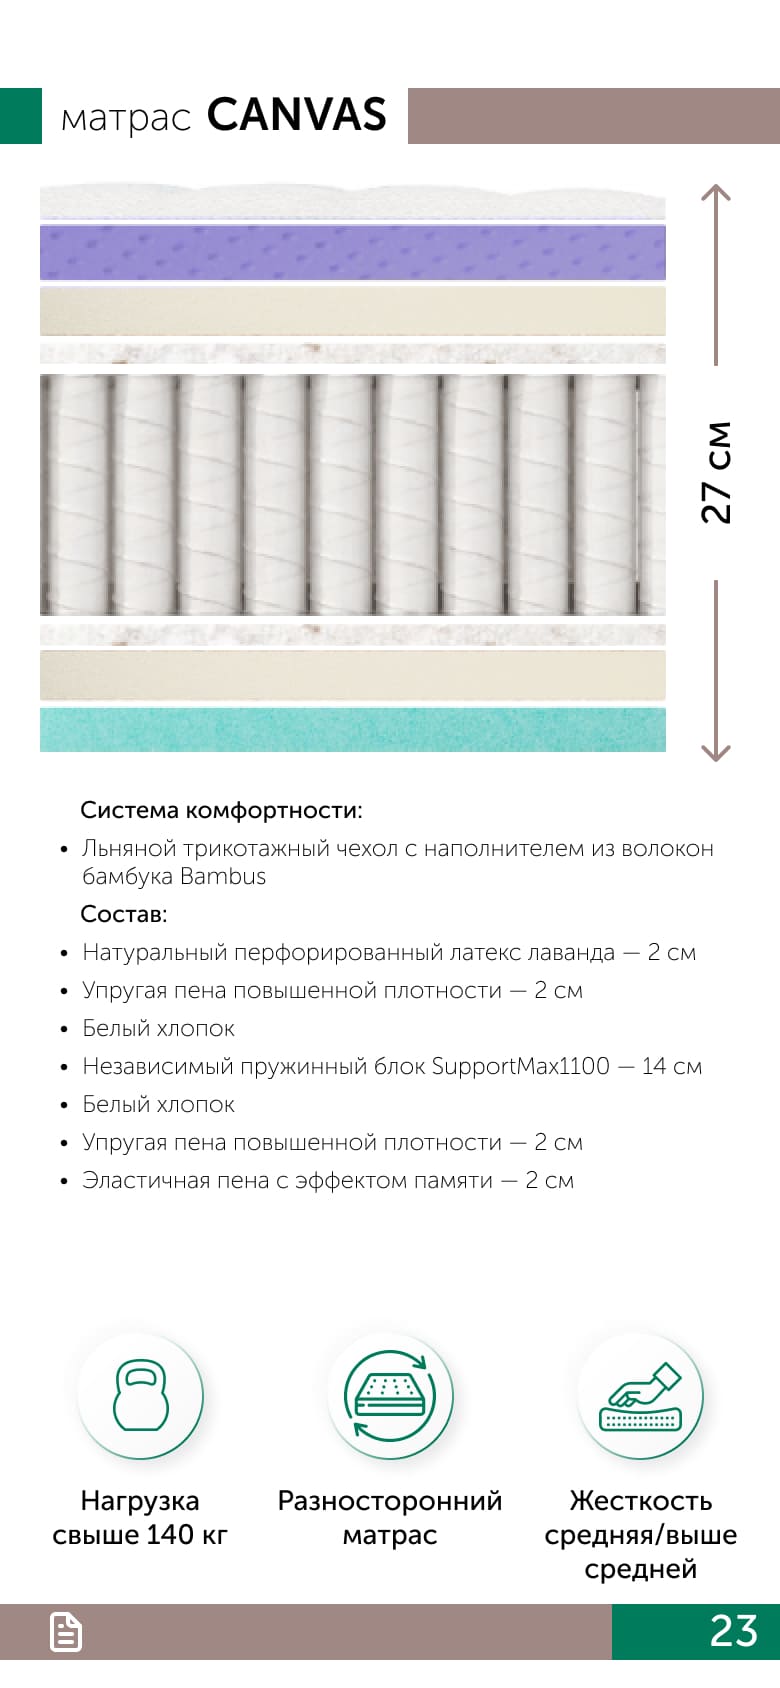 матрас CANVAS
27 см
Система комфортности:
• Льняной трикотажный чехол с наполнителем из волокон
бамбука Bambus
Состав:
• Натуральный перфорированный латекс лаванда — 2 см
• Упругая пена повышенной плотности — 2 см
• Белый хлопок
• Независимый пружинный блок SupportMax1100 — 14 см
• Белый хлопок
• Упругая пена повышенной плотности — 2 см
• Эластичная пена с эффектом памяти — 2 см
Нагрузка
свыше 140 кг
Разносторонний
матрас
Жесткость
средняя/выше
средней
23